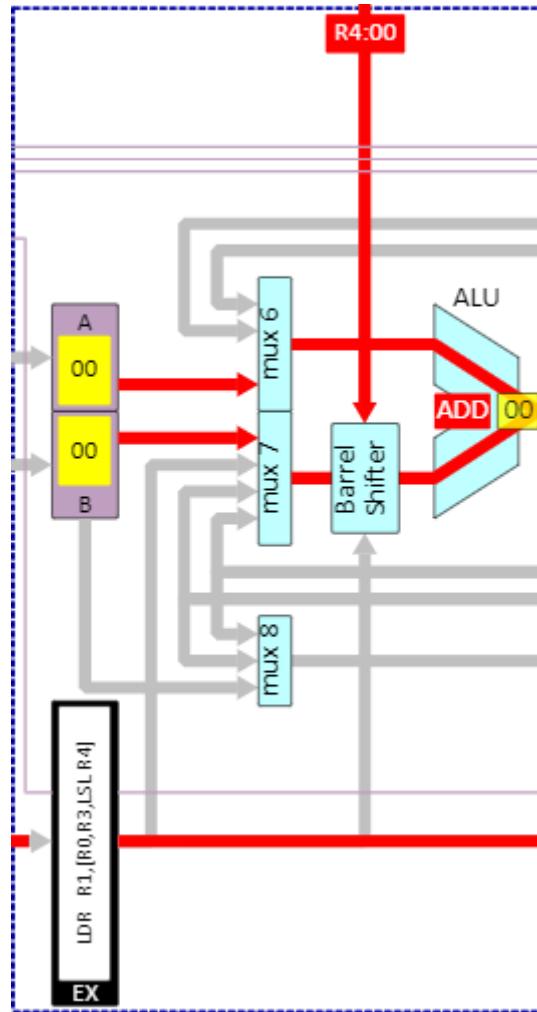 R4:00
ALU
A
00
00
B
mux 6
mux 7
mux 8
Barrel
Shifter
ADD
00
LDR R1,[R0,R3,LSL R4]
EX